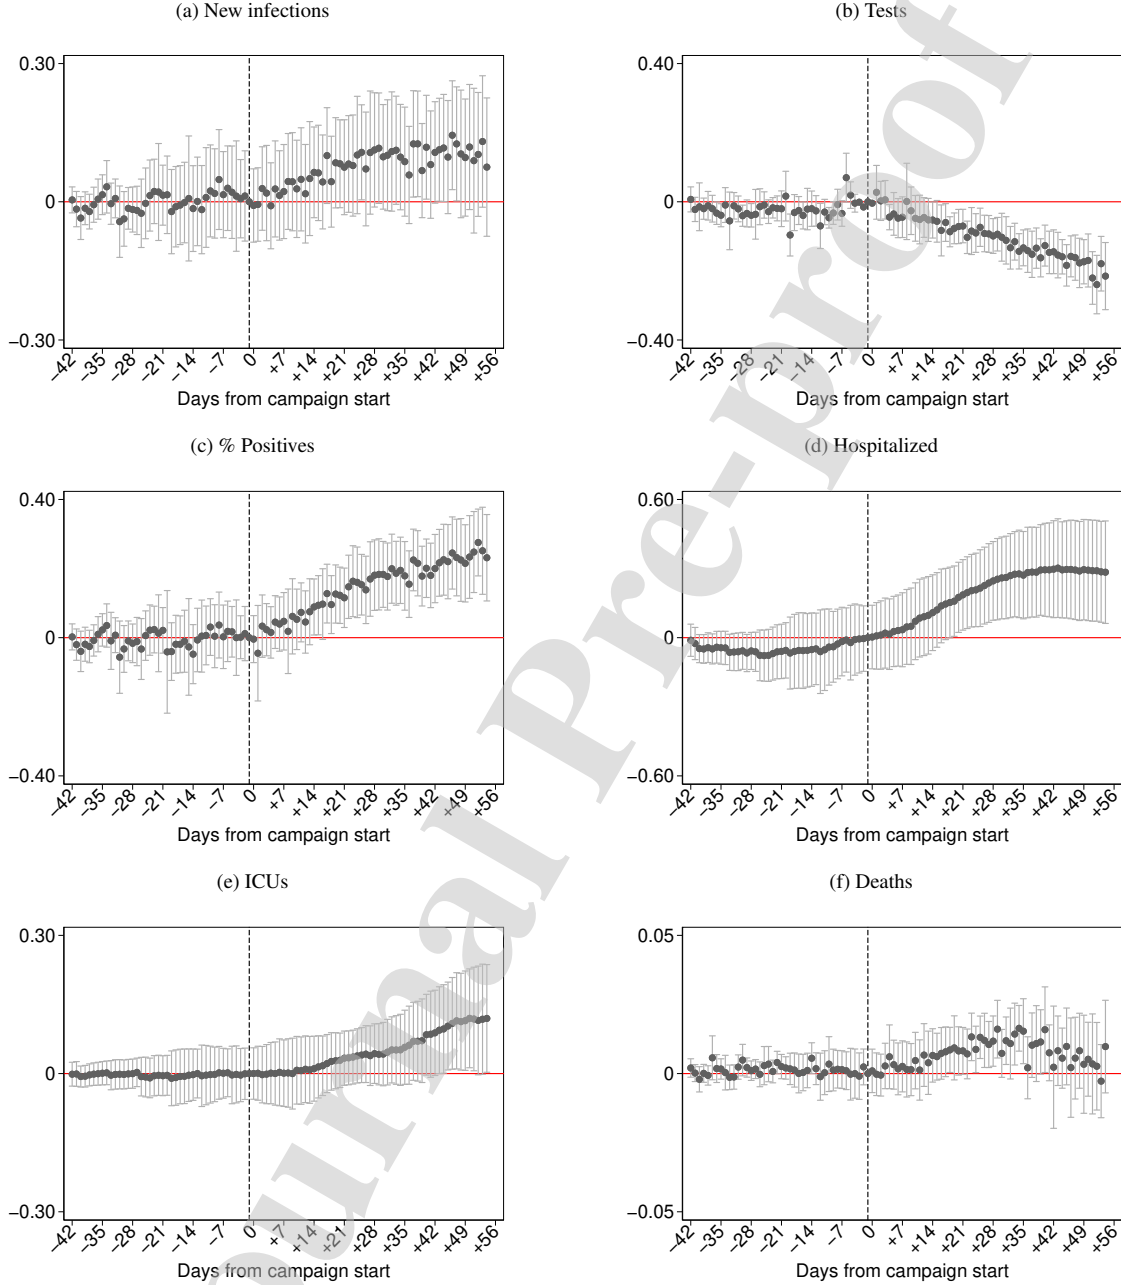 (a) New infections
(b) Tests
0.30
0
−0.30
−42 −35 −28 −21 −14 −7 0 +7 +14 +21 +28 +35 +42 +49 +56
Days from campaign start
0.40
0
−0.40
−42 −35 −28 −21 −14 −7 0 +7 +14 +21 +28 +35 +42 +49 +56
Days from campaign start
(c) % Positives
(d) Hospitalized
0.40
0
−0.40
−42 −35 −28 −21 −14 −7 0 +7 +14 +21 +28 +35 +42 +49 +56
Days from campaign start
0.60
0
−0.60
−42 −35 −28 −21 −14 −7 0 +7 +14 +21 +28 +35 +42 +49 +56
Days from campaign start
(e) ICUs
(f) Deaths
0.30
0
−0.30
−42 −35 −28 −21 −14 −7 0 +7 +14 +21 +28 +35 +42 +49 +56
Days from campaign start
0.05
0
−0.05
−42 −35 −28 −21 −14 −7 0 +7 +14 +21 +28 +35 +42 +49 +56
Days from campaign start
Pre-proof